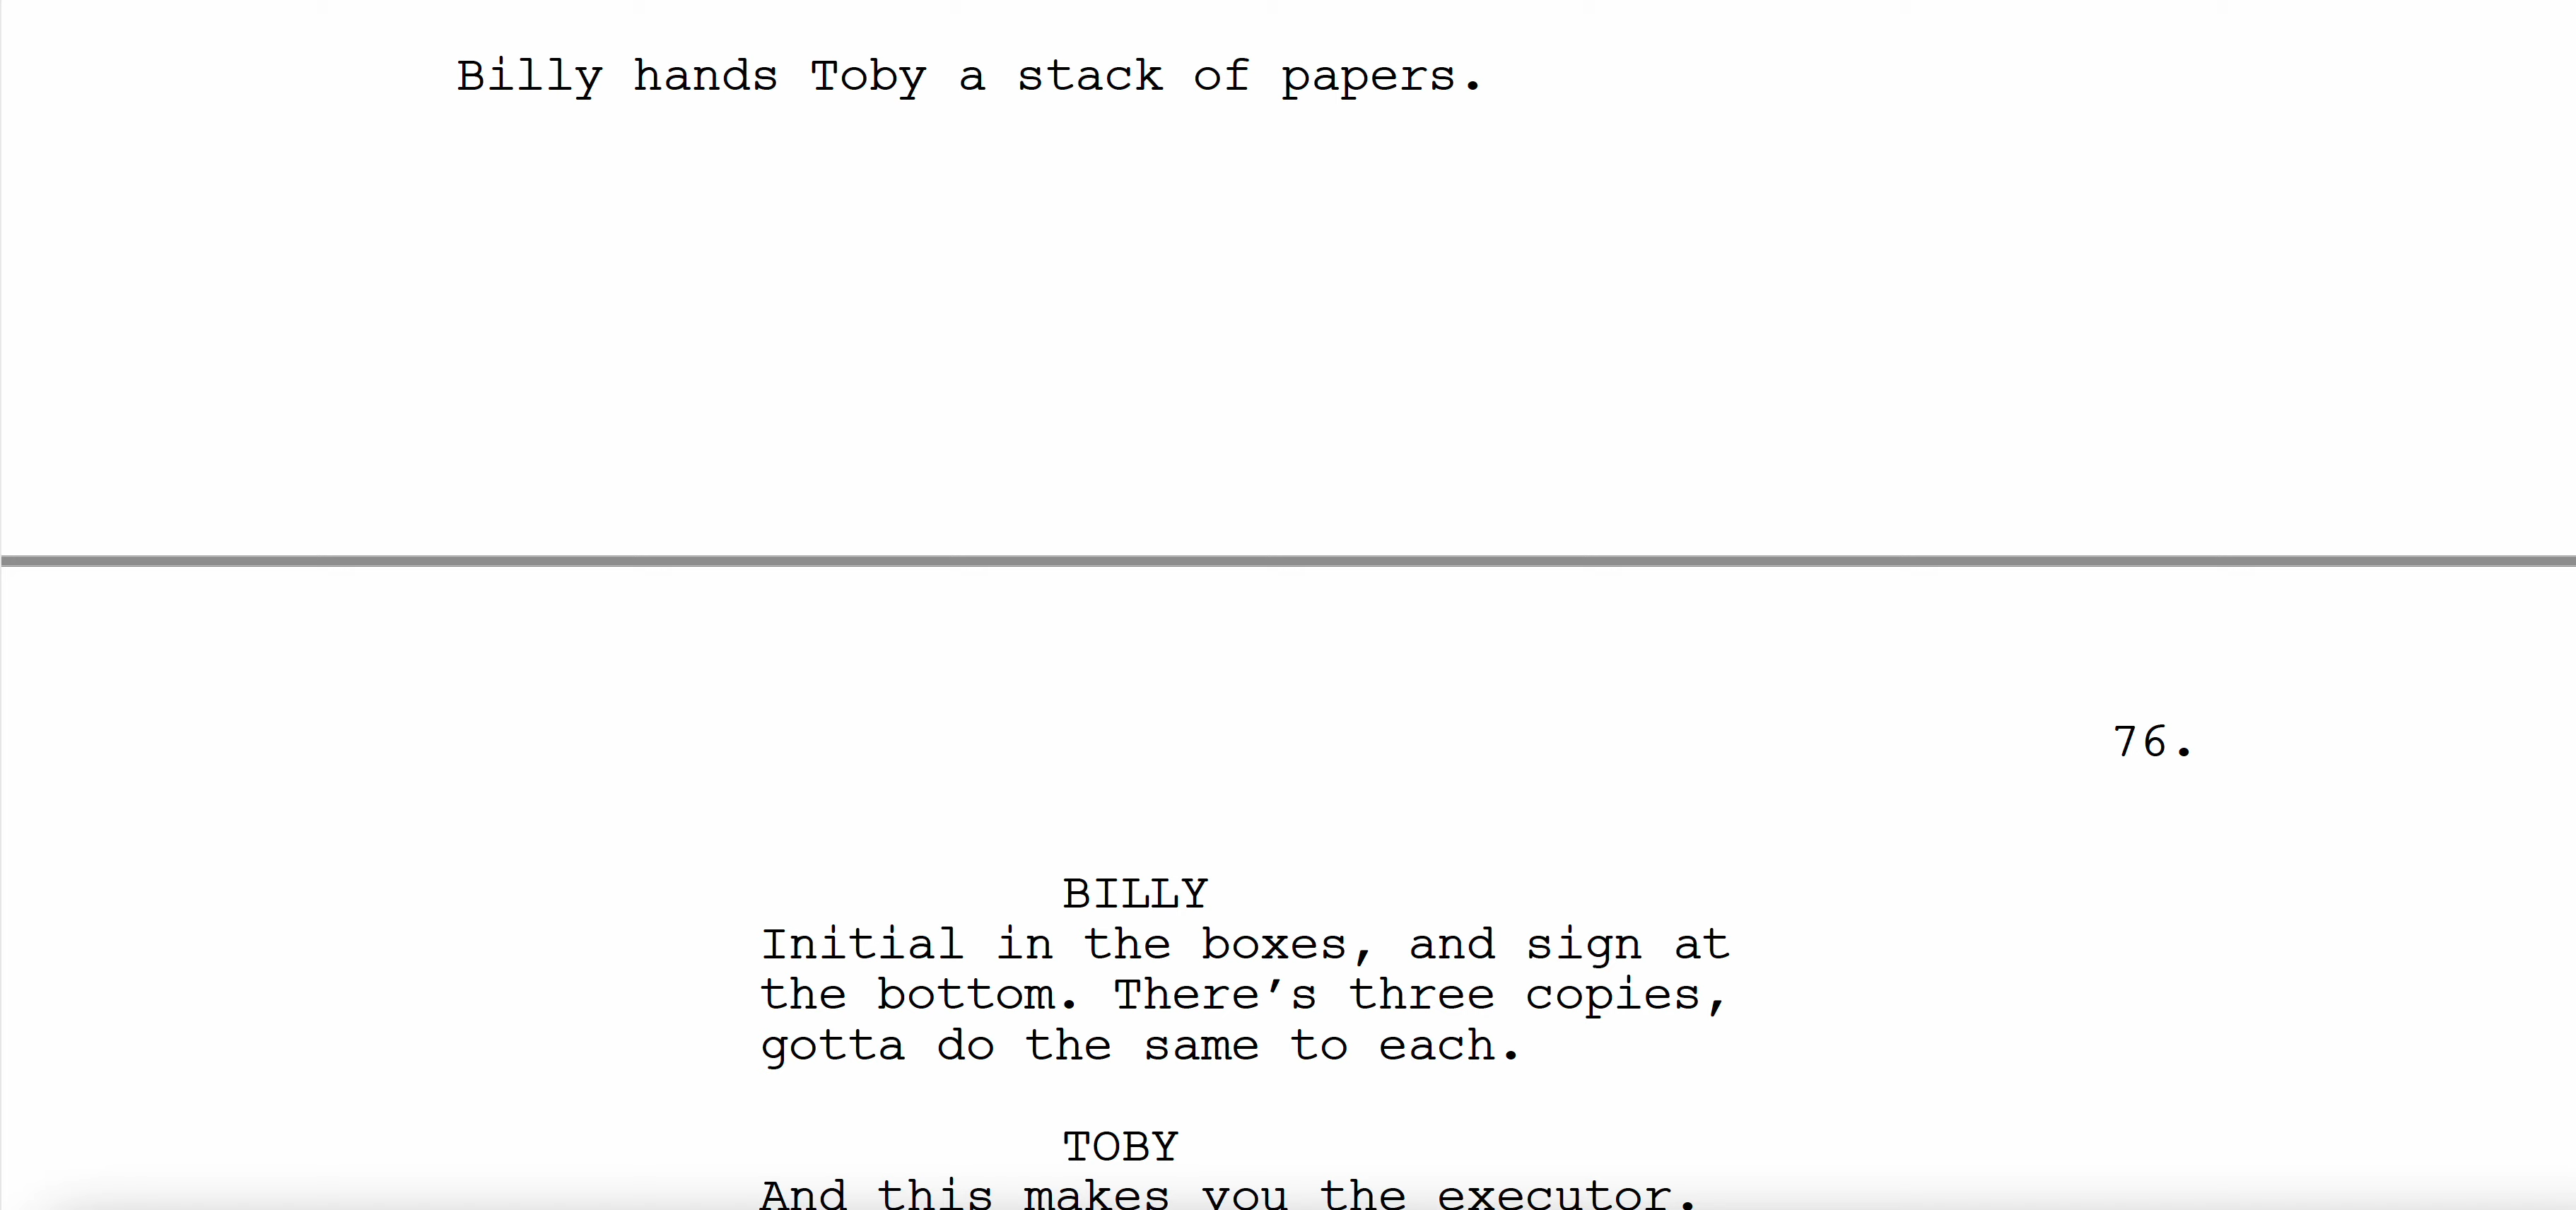 Billy hands Toby a stack of papers.
76.
BILLY
Initial in the boxes, and sign at
the bottom. There’s three copies,
gotta do the same to each.
TOBY
And this makes you the executor.